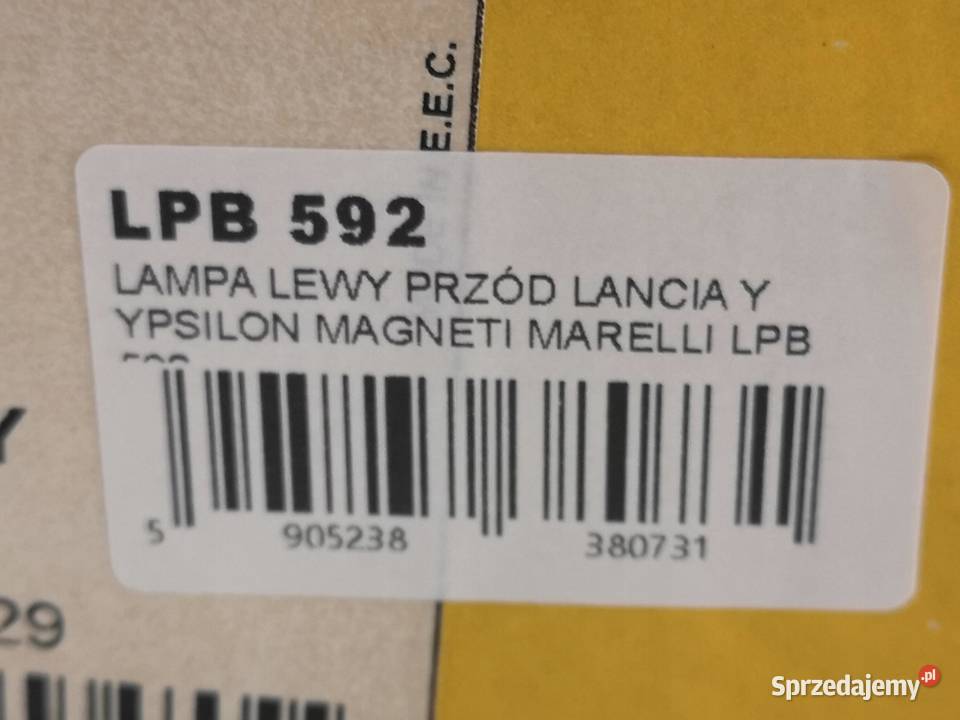 E.E.C.
LPB 592
LAMPA LEWY PRZÓD LANCIA Y
YPSILON MAGNETI MARELLI LPB
5 905238 380731
Y
29
Sprzedajemy.pl